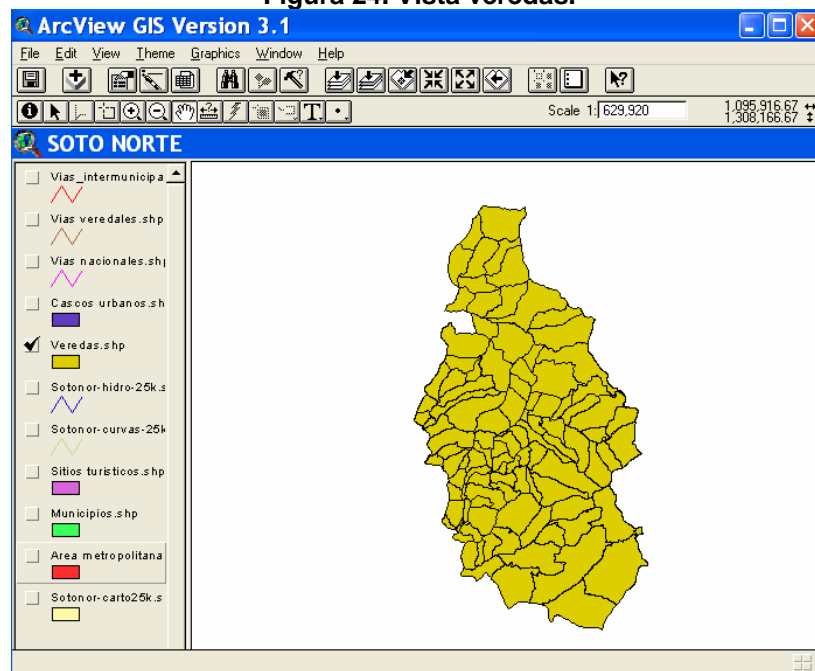 Figura 24. Vista veredas.
ArcView GIS Version 3.1
File Edit View Theme Graphics Window Help
Scale 1: 629,920
1,095,916.67
1,308,166.67
SOTO NORTE
Vias_intermunicipa
Vias veredales.shp
Vias nacionales.shp
Cascos urbanos.sh
Veredas.shp
Sotonor-hidro-25k.s
Sotonor-curvas-25k
Sitios turisticos.shp
Municipios.shp
Area metropolitana
Sotonor-carto25k.s